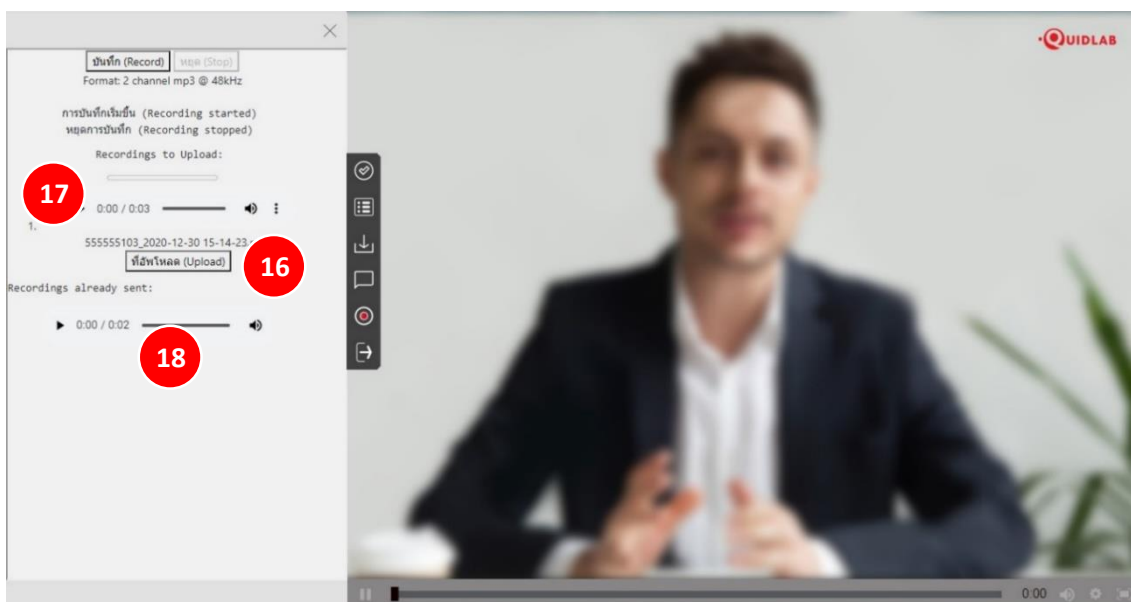 บันทึก (Record) หยุด (Stop)
Format: 2 channel mp3 @ 48kHz
การบันทึกเริ่มขึ้น (Recording started)
หยุดการบันทึก (Recording stopped)
Recordings to Upload:
17
0:00 / 0:03
1.
555555103_2020-12-30 15-14-23
ที่อัพโหลด (Upload)
16
Recordings already sent:
0:00 / 0:02
18
QUIDLAB
0:00